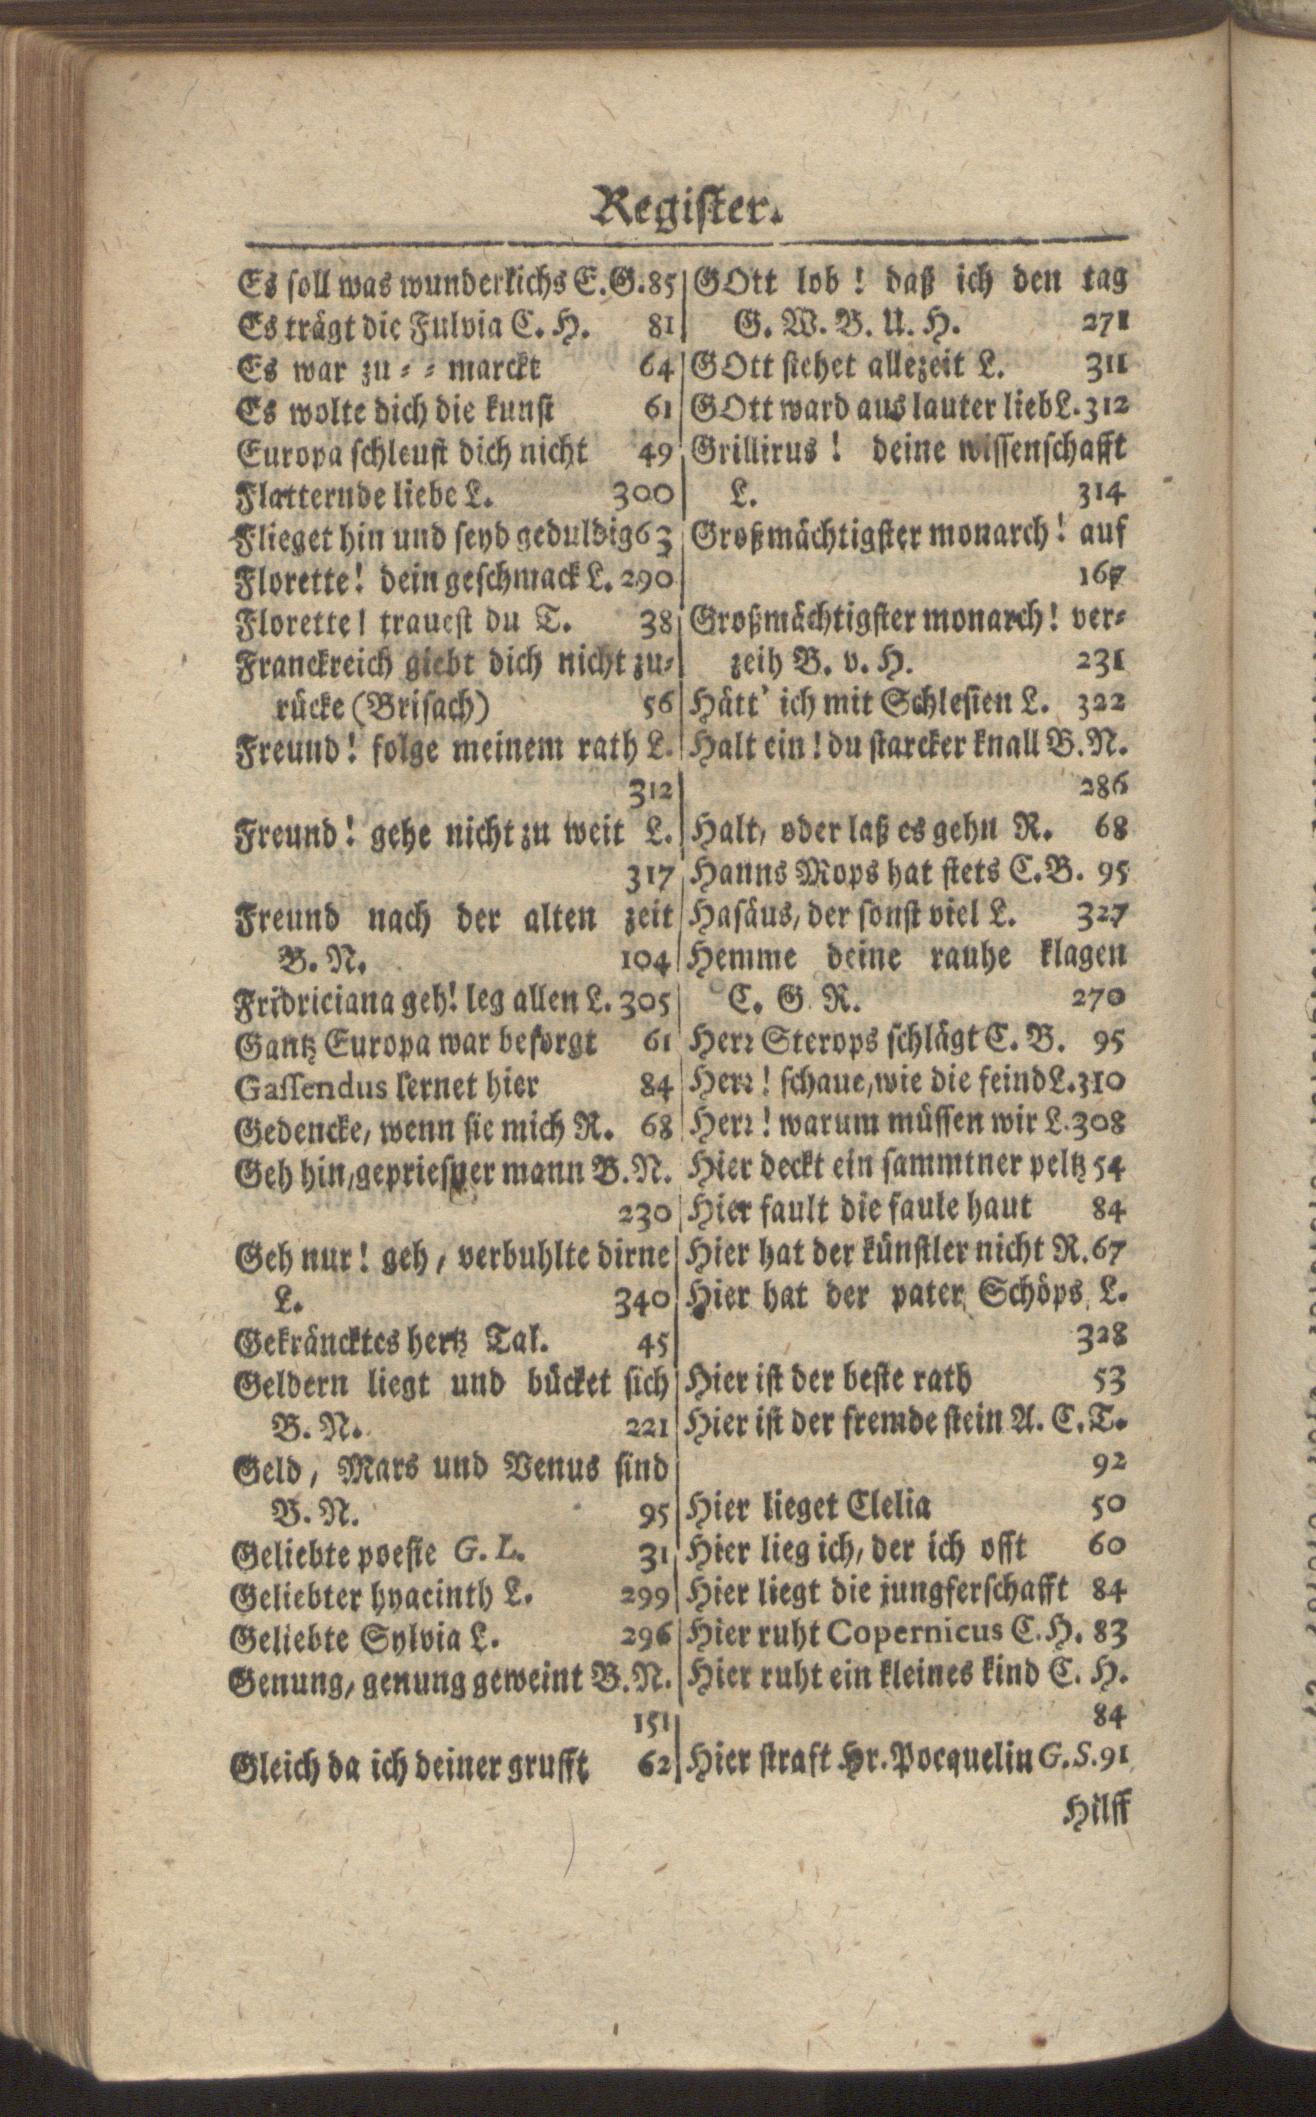 Register.
Es soll was wunderlichs E.G.85
Es trägt die Fulvia C. H. 81
Es war zu⸗⸗marckt 64
Es wolte dich die kunst 61
Europa schleust dich nicht 49
Flatternde liebe L. 300
Flieget hin und seyd geduldig 63
Florette! dein geschmack L. 290
Florette! trauest du T. 38
Franckreich giebt dich nicht zu⸗
rücke (Brisach) 56
Freund! folge meinem rath L.
312
Freund! gehe nicht zu weit L.
317
Freund nach der alten zeit
B. N. 104
Fridriciana geh! leg allen L. 305
Gantz Europa war besorgt 61
Gassendus lernet hier 84
Gedencke, wenn sie mich R. 68
Geh hin, gepriesner mann B.N.
230
Geh nur! geh, verbuhlte dirne
L. 340
Gekräncktes hertz Tal. 45
Geldern liegt und bücket sich
B. N. 221
Geld, Mars und Venus sind
B. N. 95
Geliebte poesie G. L. 31
Geliebter hyacinth L. 299
Geliebte Sylvia L. 296
Genung, genung geweint B.N.
151
Gleich da ich deiner grufft 62
GOtt lob! daß ich den tag
G. W. B. U. H. 271
GOtt siehet allezeit L. 311
GOtt ward aus lauter lieb L. 312
Grillirus! deine wissenschafft
L. 314
Großmächtigster monarch! auf
167
Großmächtigster monarch! ver⸗
zeih B. v. H. 231
Hätt' ich mit Schlesien L. 322
Halt ein! du starcker knall B.N.
286
Halt, oder laß es gehn R. 68
Hanns Mops hat stets C.B. 95
Hasäus, der sonst viel L. 327
Hemme deine rauhe klagen
C. G R. 270
Herr Sterops schlägt C. B. 95
Herr! schaue, wie die feind L. 310
Herr! warum müssen wir L. 308
Hier deckt ein sammtner peltz 54
Hier fault die faule haut 84
Hier hat der künstler nicht R. 67
Hier hat der pater Schöps L.
328
Hier ist der beste rath 53
Hier ist der fremde stein A. C. T.
92
Hier lieget Clelia 50
Hier lieg ich, der ich offt 60
Hier liegt die jungferschafft 84
Hier ruht Copernicus C. H. 83
Hier ruht ein kleines kind C. H.
84
Hier straft Hr. Pocquelin G. S. 91
Hilff